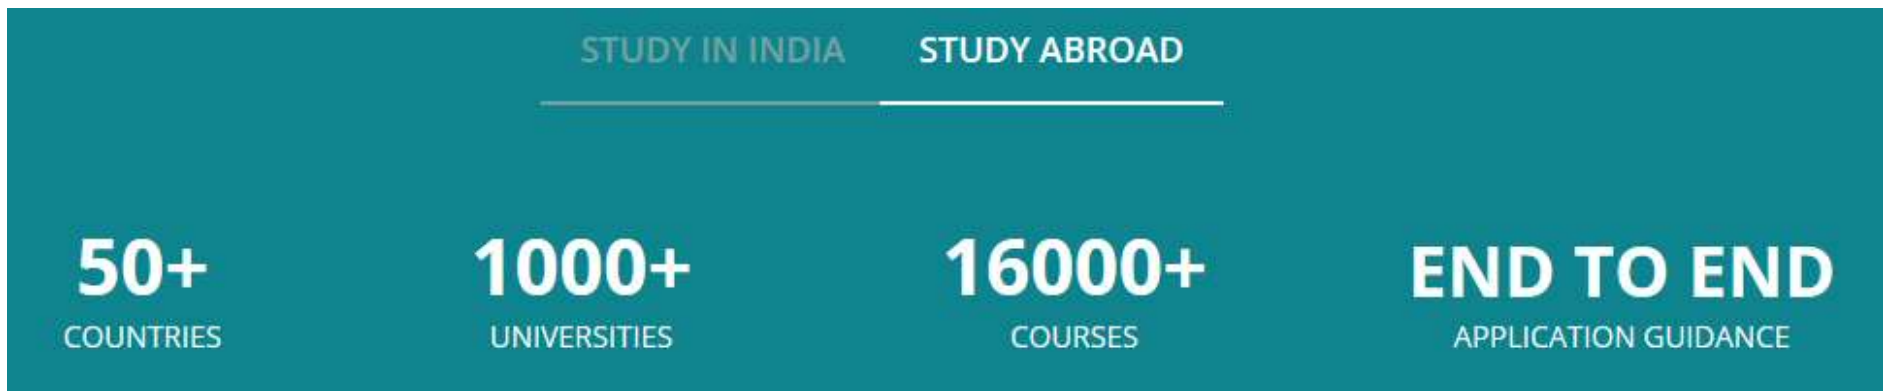 STUDY IN INDIA STUDY ABROAD
50+ 1000+ 16000+ END TO END
COUNTRIES UNIVERSITIES COURSES APPLICATION GUIDANCE